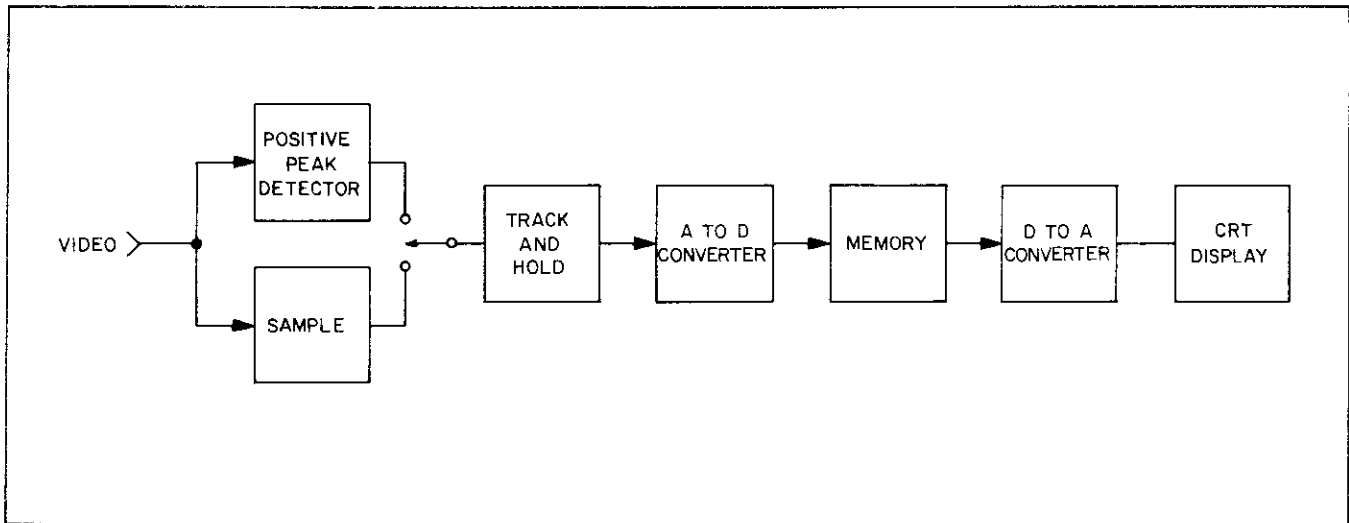 VIDEO
POSITIVE
PEAK
DETECTOR
SAMPLE
TRACK
AND
HOLD
A TO D
CONVERTER
MEMORY
D TO A
CONVERTER
CRT
DISPLAY